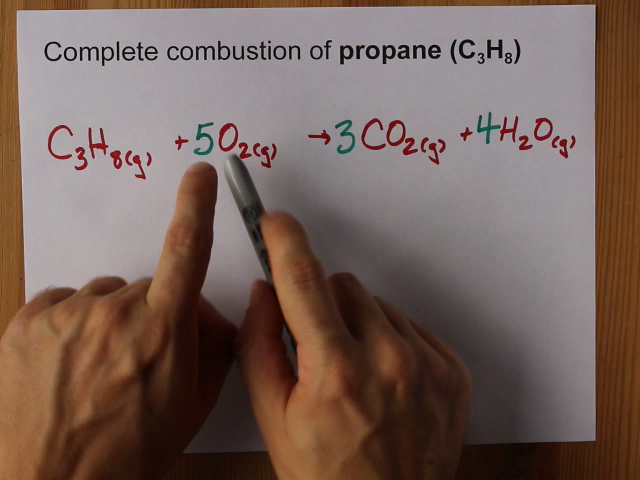 Complete combustion of propane (C₃H₈)
C₃H₈(g) + 5O₂(g) → 3CO₂(g) + 4H₂O(g)